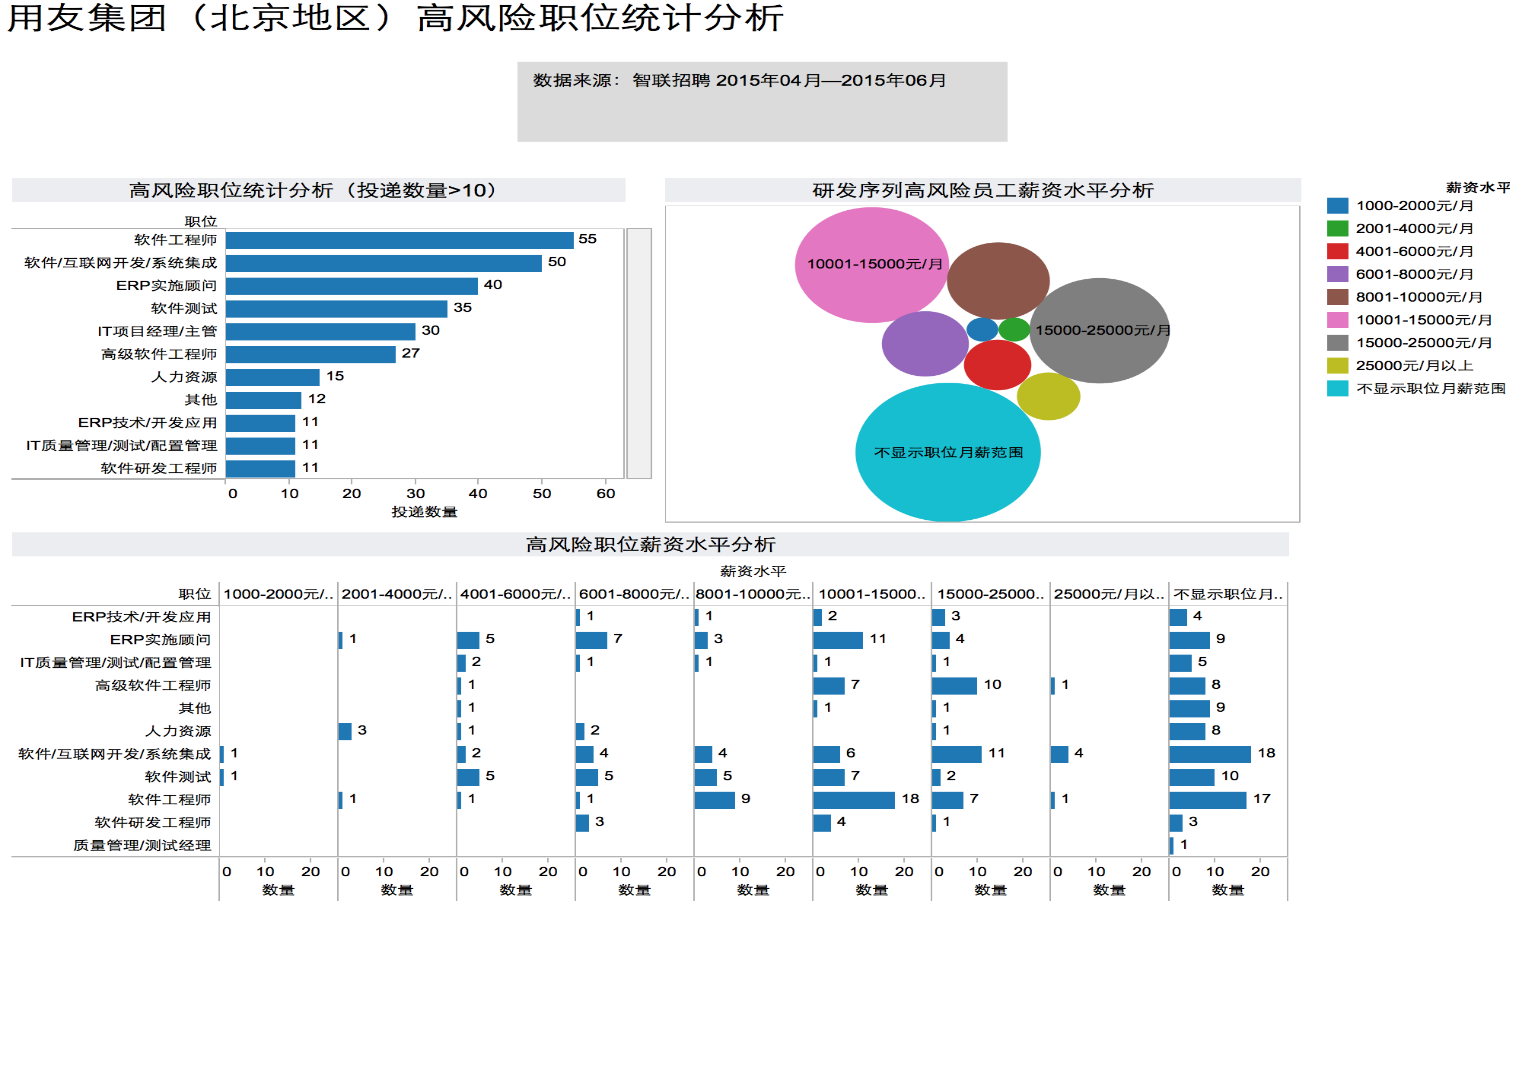 用友集团（北京地区）高风险职位统计分析
数据来源：智联招聘 2015年04月—2015年06月
高风险职位统计分析（投递数量>10）
职位
软件工程师 55
软件/互联网开发/系统集成 50
ERP实施顾问 40
软件测试 35
IT项目经理/主管 30
高级软件工程师 27
人力资源 15
其他 12
ERP技术/开发应用 11
IT质量管理/测试/配置管理 11
软件研发工程师 11
0 10 20 30 40 50 60
投递数量
研发序列高风险员工薪资水平分析
10001-15000元/月
15000-25000元/月
不显示职位月薪范围
薪资水平
1000-2000元/月
2001-4000元/月
4001-6000元/月
6001-8000元/月
8001-10000元/月
10001-15000元/月
15000-25000元/月
25000元/月以上
不显示职位月薪范围
高风险职位薪资水平分析
薪资水平
职位 1000-2000元/.. 2001-4000元/.. 4001-6000元/.. 6001-8000元/.. 8001-10000元.. 10001-15000.. 15000-25000.. 25000元/月以.. 不显示职位月..
ERP技术/开发应用 1 1 2 3 4
ERP实施顾问 1 5 7 3 11 4 9
IT质量管理/测试/配置管理 2 1 1 1 1 5
高级软件工程师 1 7 10 1 8
其他 1 1 1 9
人力资源 3 1 2 1 8
软件/互联网开发/系统集成 1 2 4 4 6 11 4 18
软件测试 1 5 5 5 7 2 10
软件工程师 1 1 1 9 18 7 1 17
软件研发工程师 3 4 1 3
质量管理/测试经理 1
0 10 20 0 10 20 0 10 20 0 10 20 0 10 20 0 10 20 0 10 20 0 10 20 0 10 20
数量 数量 数量 数量 数量 数量 数量 数量 数量